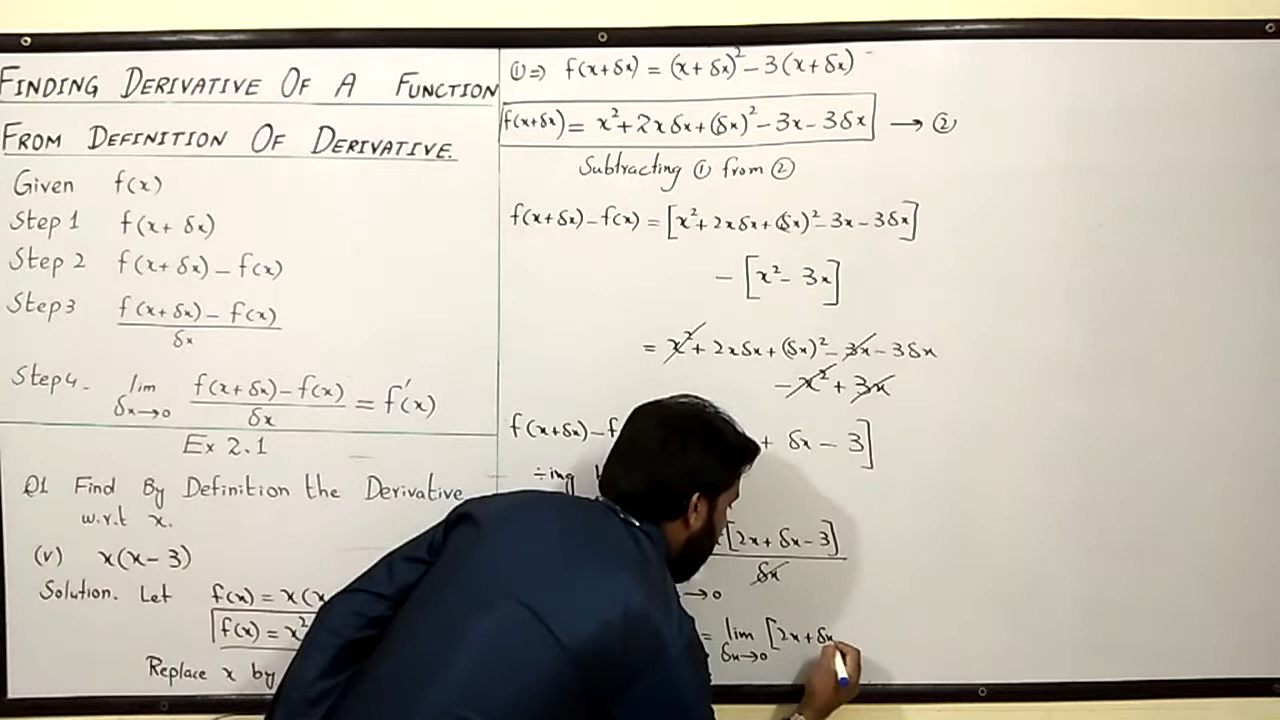 FINDING DERIVATIVE OF A FUNCTION
FROM DEFINITION OF DERIVATIVE.
Given f(x)
Step 1 f(x+ δx)
Step 2 f(x+ δx) – f(x)
Step 3 f(x+δx) – f(x)
δx
Step 4 - lim f(x+δx) – f(x) = f'(x)
δx→0 δx
Ex 2.1
Q1 Find By Definition the Derivative
w.r.t x.
(v) x(x–3)
Solution. Let f(x) = x(x
f(x) = x²
Replace x by
①⇒ f(x+δx) = (x+δx)² – 3(x+δx)
f(x+δx) = x²+2xδx+(δx)² – 3x – 3δx → ②
Subtracting ① from ②
f(x+δx) – f(x) = [x²+2xδx+(δx)² – 3x – 3δx]
– [x² – 3x]
= x²+2xδx+(δx)² – 3x – 3δx
– x² + 3x
f(x+δx) – f + δx – 3]
÷ing
[2x+δx–3]
δx
→0
= lim [2x+δx
δx→0